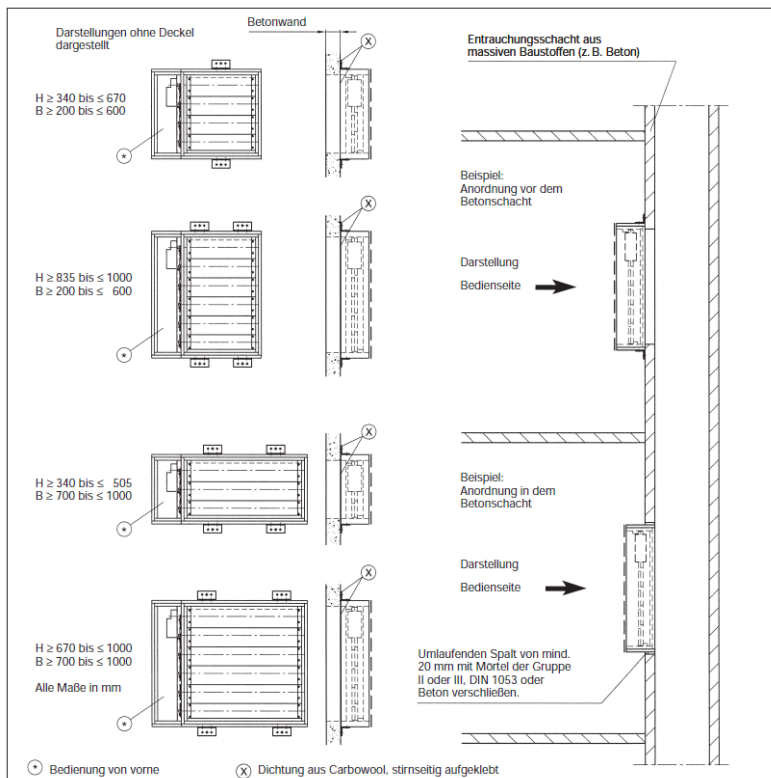 Darstellungen ohne Deckel
dargestellt
Betonwand
X
H ≥ 340 bis ≤ 670
B ≥ 200 bis ≤ 600
*
X
H ≥ 835 bis ≤ 1000
B ≥ 200 bis ≤ 600
*
X
H ≥ 340 bis ≤ 505
B ≥ 700 bis ≤ 1000
*
X
H ≥ 670 bis ≤ 1000
B ≥ 700 bis ≤ 1000
Alle Maße in mm
*
* Bedienung von vorne
X Dichtung aus Carbowool, stirnseitig aufgeklebt
Entrauchungsschacht aus
massiven Baustoffen (z. B. Beton)
Beispiel:
Anordnung vor dem
Betonschacht
Darstellung
Bedienseite
Beispiel:
Anordnung in dem
Betonschacht
Darstellung
Bedienseite
Umlaufenden Spalt von mind.
20 mm mit Mörtel der Gruppe
II oder III, DIN 1053 oder
Beton verschließen.